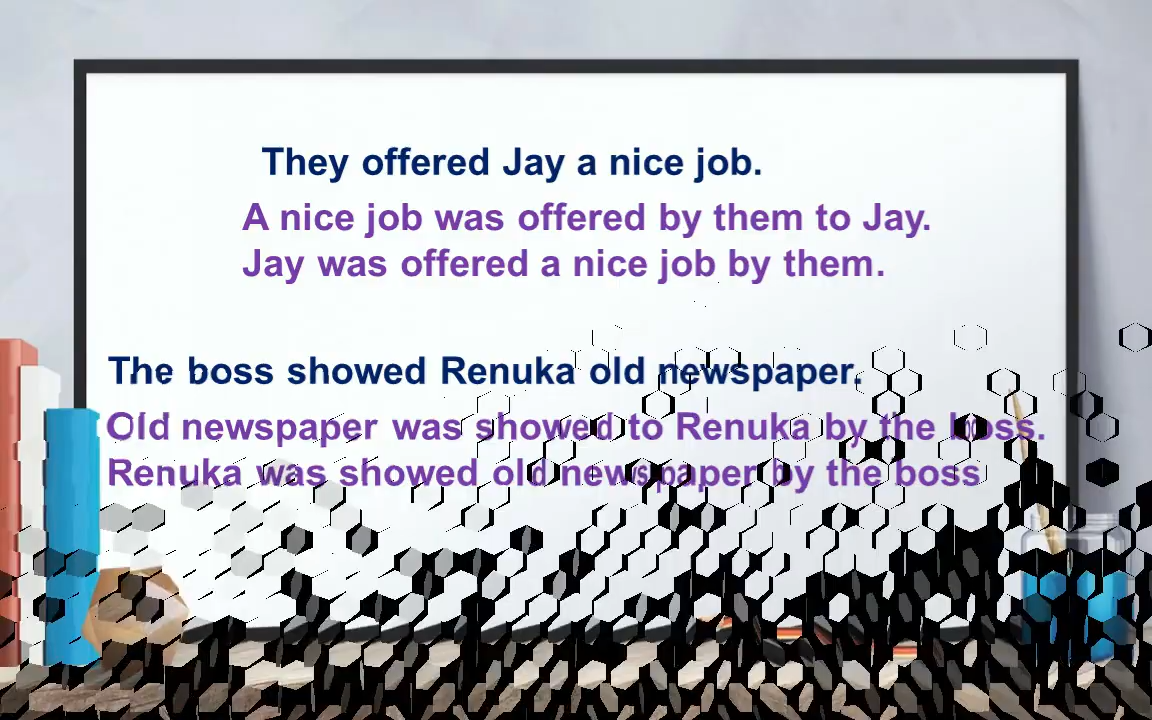 They offered Jay a nice job.
A nice job was offered by them to Jay.
Jay was offered a nice job by them.
The boss showed Renuka old newspaper.
Old newspaper was showed to Renuka by the boss.
Renuka was showed old newspaper by the boss